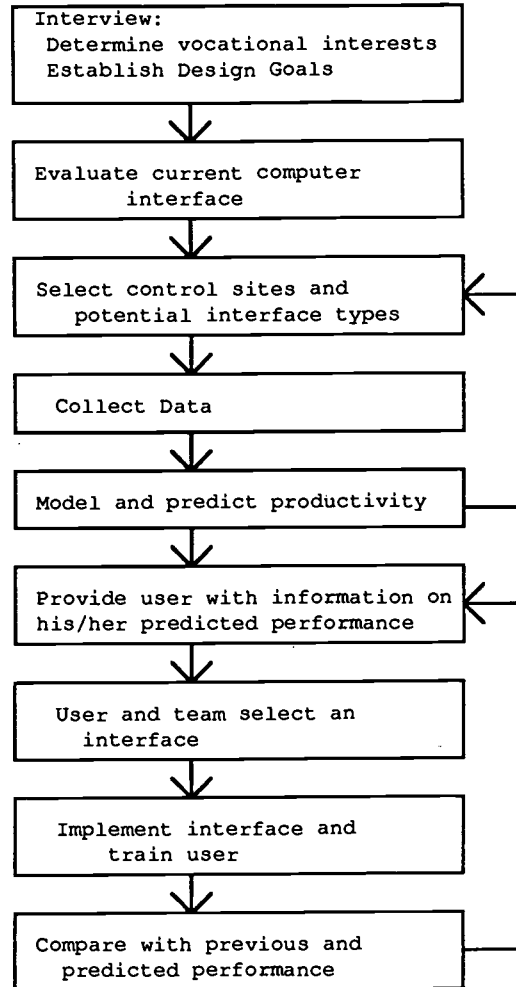 Interview:
Determine vocational interests
Establish Design Goals
Evaluate current computer
interface
Select control sites and
potential interface types
Collect Data
Model and predict productivity
Provide user with information on
his/her predicted performance
User and team select an
interface
Implement interface and
train user
Compare with previous and
predicted performance